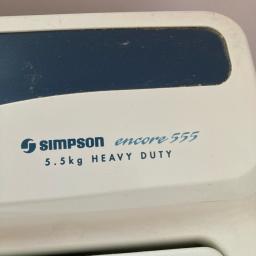 SIMPSON encore 555
5.5kg HEAVY DUTY